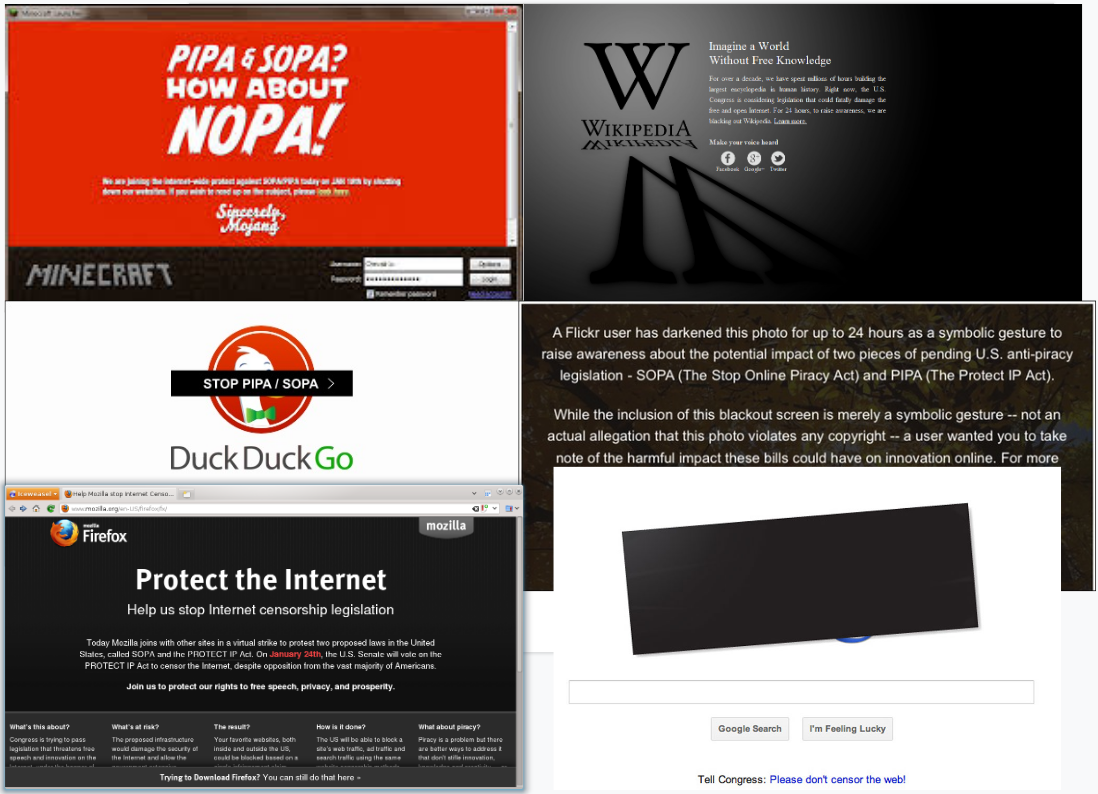 Minecraft Launcher
PIPA & SOPA?
HOW ABOUT
NOPA!
We are joining the internet-wide protest against SOPA/PIPA today on JAN 18th by shutting
down our websites. If you wish to read up on the subject, please look here.
Sincerely,
Mojang
MINECRAFT
Username:
Options
Password:
Login
Remember password
Need account?
W
WIKIPEDIA
Imagine a World
Without Free Knowledge
For over a decade, we have spent millions of hours building the
largest encyclopedia in human history. Right now, the U.S.
Congress is considering legislation that could fatally damage the
free and open Internet. For 24 hours, to raise awareness, we are
blacking out Wikipedia. Learn more.
Make your voice heard
Facebook Google+ Twitter
STOP PIPA / SOPA
DuckDuckGo
A Flickr user has darkened this photo for up to 24 hours as a symbolic gesture to
raise awareness about the potential impact of two pieces of pending U.S. anti-piracy
legislation - SOPA (The Stop Online Piracy Act) and PIPA (The Protect IP Act).
While the inclusion of this blackout screen is merely a symbolic gesture -- not an
actual allegation that this photo violates any copyright -- a user wanted you to take
note of the harmful impact these bills could have on innovation online. For more
Iceweasel
Help Mozilla stop Internet Censo...
www.mozilla.org/en-US/firefox/fx/
mozilla
Firefox
mozilla
Protect the Internet
Help us stop Internet censorship legislation
Today Mozilla joins with other sites in a virtual strike to protest two proposed laws in the United
States, called SOPA and the PROTECT IP Act. On January 24th, the U.S. Senate will vote on the
PROTECT IP Act to censor the Internet, despite opposition from the vast majority of Americans.
Join us to protect our rights to free speech, privacy, and prosperity.
What's this about?
Congress is trying to pass
legislation that threatens free
speech and innovation on the
What's at risk?
The proposed infrastructure
would damage the security of
the Internet and allow the
The result?
Your favorite websites, both
inside and outside the US,
could be blocked based on a
How is it done?
The US will be able to block a
site's web traffic, ad traffic and
search traffic using the same
What about piracy?
Piracy is a problem but there
are better ways to address it
that don't stifle innovation,
Trying to Download Firefox? You can still do that here »
Google Search
I'm Feeling Lucky
Tell Congress: Please don't censor the web!